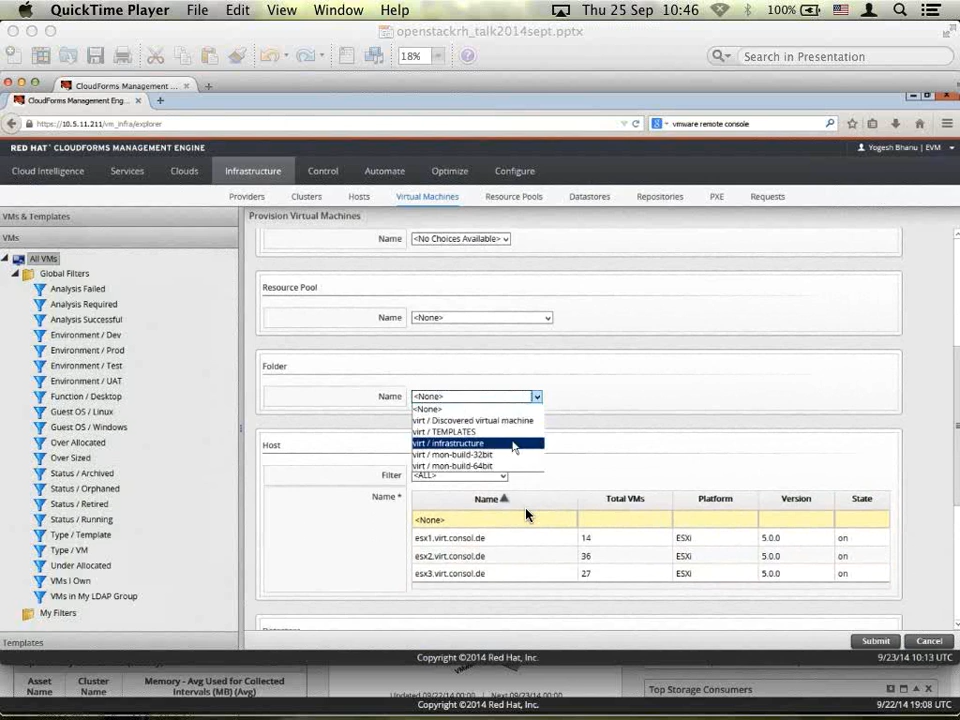 QuickTime Player File Edit View Window Help Thu 25 Sep 10:46 100%
openstackrh_talk2014sept.pptx
18% Search in Presentation
CloudForms Management ...
CloudForms Management Eng...
https://10.5.11.211/vm_infra/explorer vmware remote console
RED HAT CLOUDFORMS MANAGEMENT ENGINE Yogesh Bhanu | EVM
Cloud Intelligence Services Clouds Infrastructure Control Automate Optimize Configure
Providers Clusters Hosts Virtual Machines Resource Pools Datastores Repositories PXE Requests
VMs & Templates
VMs
All VMs
Global Filters
Analysis Failed
Analysis Required
Analysis Successful
Environment / Dev
Environment / Prod
Environment / Test
Environment / UAT
Function / Desktop
Guest OS / Linux
Guest OS / Windows
Over Allocated
Over Sized
Status / Archived
Status / Orphaned
Status / Retired
Status / Running
Type / Template
Type / VM
Under Allocated
VMs I Own
VMs in My LDAP Group
My Filters
Templates
Provision Virtual Machines
Name <No Choices Available>
Resource Pool
Name <None>
Folder
Name <None>
<None>
virt / Discovered virtual machine
virt / TEMPLATES
virt / infrastructure
virt / mon-build-32bit
virt / mon-build-64bit
Host
Filter <ALL>
Name * Name Total VMs Platform Version State
<None>
esx1.virt.consol.de 14 ESXi 5.0.0 on
esx2.virt.consol.de 36 ESXi 5.0.0 on
esx3.virt.consol.de 27 ESXi 5.0.0 on
Submit Cancel
Copyright ©2014 Red Hat, Inc. 9/23/14 10:13 UTC
Asset Name Cluster Name Memory - Avg Used for Collected Intervals (MB) (Avg)
Updated 09/22/14 00:00 | Next 09/23/14 00:00
Top Storage Consumers
Copyright ©2014 Red Hat, Inc. 9/22/14 19:08 UTC